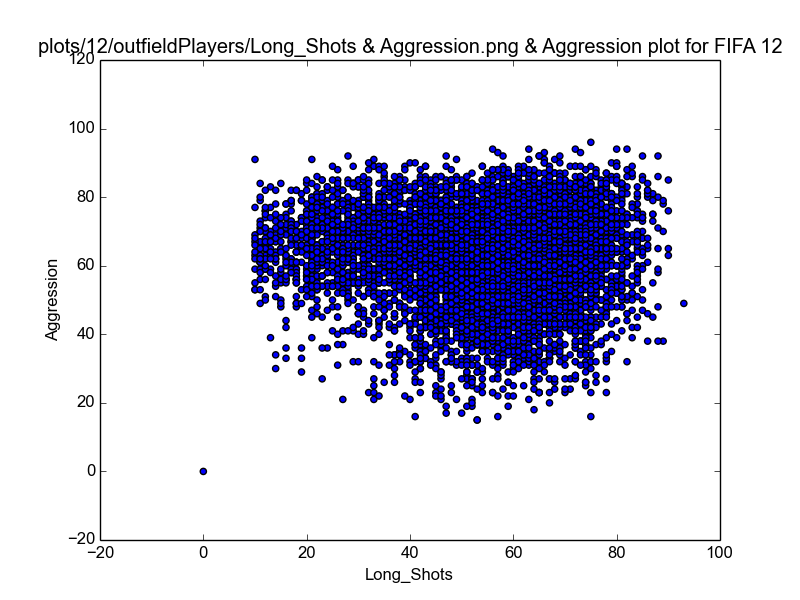 plots/12/outfieldPlayers/Long_Shots & Aggression.png & Aggression plot for FIFA 12
120
100
80
60
40
20
0
−20
Aggression
−20 0 20 40 60 80 100
Long_Shots